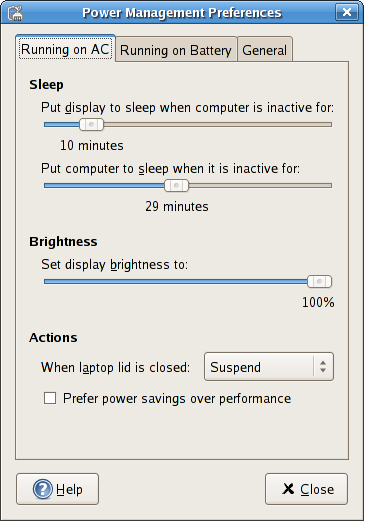 Power Management Preferences
Running on AC
Running on Battery
General
Sleep
Put display to sleep when computer is inactive for:
10 minutes
Put computer to sleep when it is inactive for:
29 minutes
Brightness
Set display brightness to:
100%
Actions
When laptop lid is closed:
Suspend
Prefer power savings over performance
Help
Close